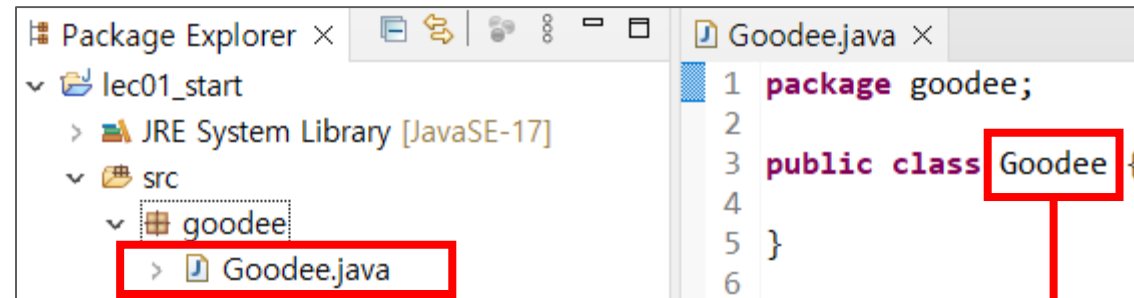 Package Explorer
lec01_start
JRE System Library [JavaSE-17]
src
goodee
Goodee.java
Goodee.java
1 package goodee;
2
3 public class Goodee {
4
5 }
6